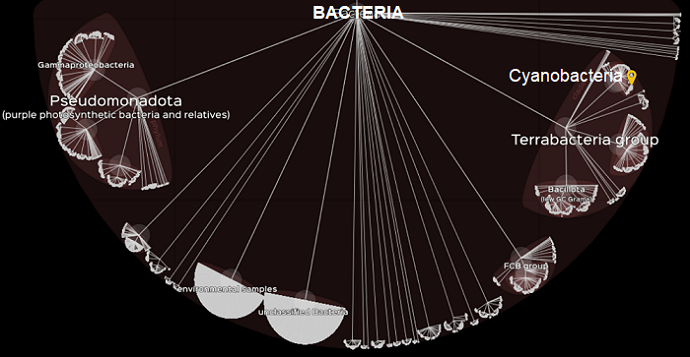 BACTERIA
Gammaproteobacteria
Cyanobacteria
Pseudomonadota
(purple photosynthetic bacteria and relatives)
Terrabacteria group
Bacillota
(low GC Gram+)
FCB group
environmental samples
unclassified Bacteria